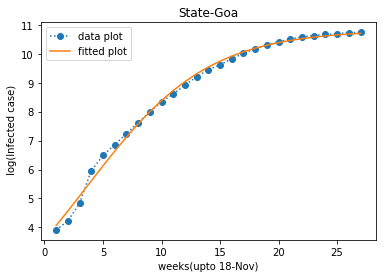 State-Goa
data plot
fitted plot
log(Infected case)
11
10
9
8
7
6
5
4
0
5
10
15
20
25
weeks(upto 18-Nov)